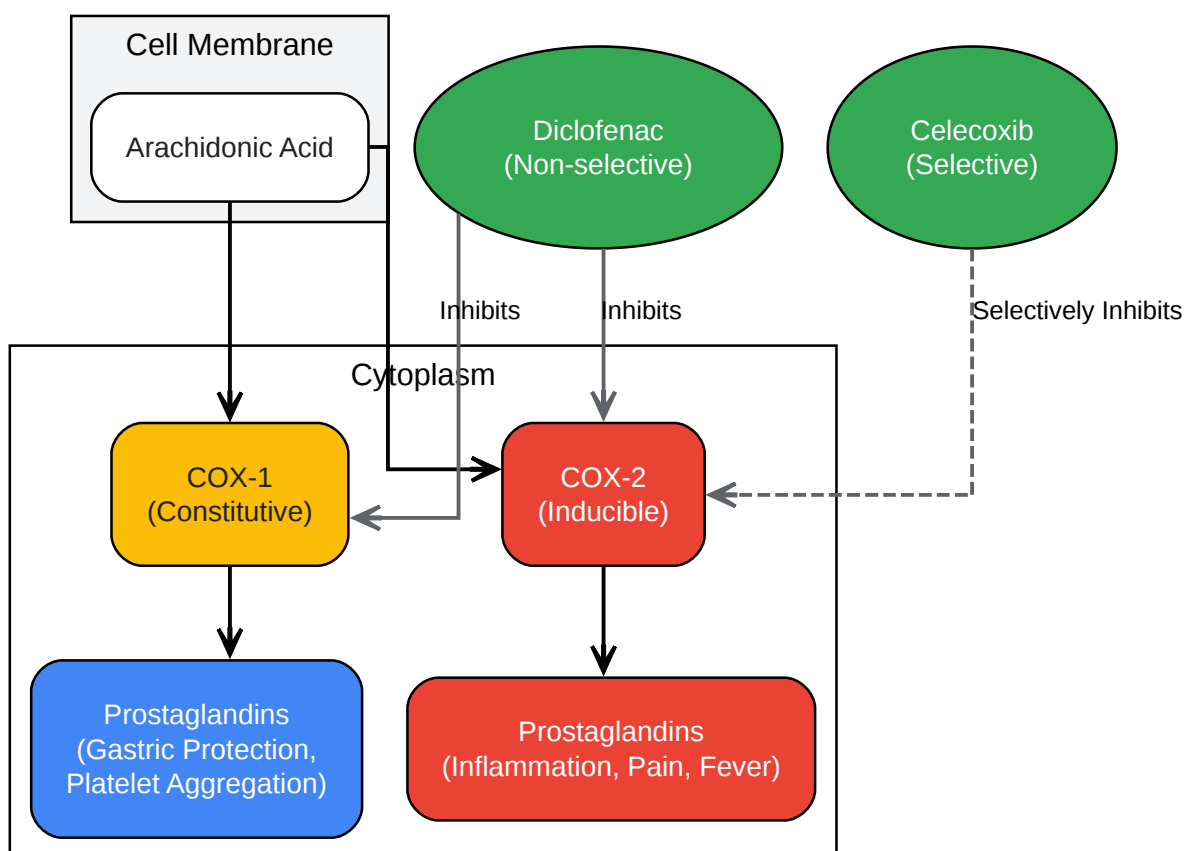 Cell Membrane
Arachidonic Acid
Diclofenac
(Non-selective)
Celecoxib
(Selective)
Inhibits
Inhibits
Selectively Inhibits
Cytoplasm
COX-1
(Constitutive)
COX-2
(Inducible)
Prostaglandins
(Gastric Protection,
Platelet Aggregation)
Prostaglandins
(Inflammation, Pain, Fever)